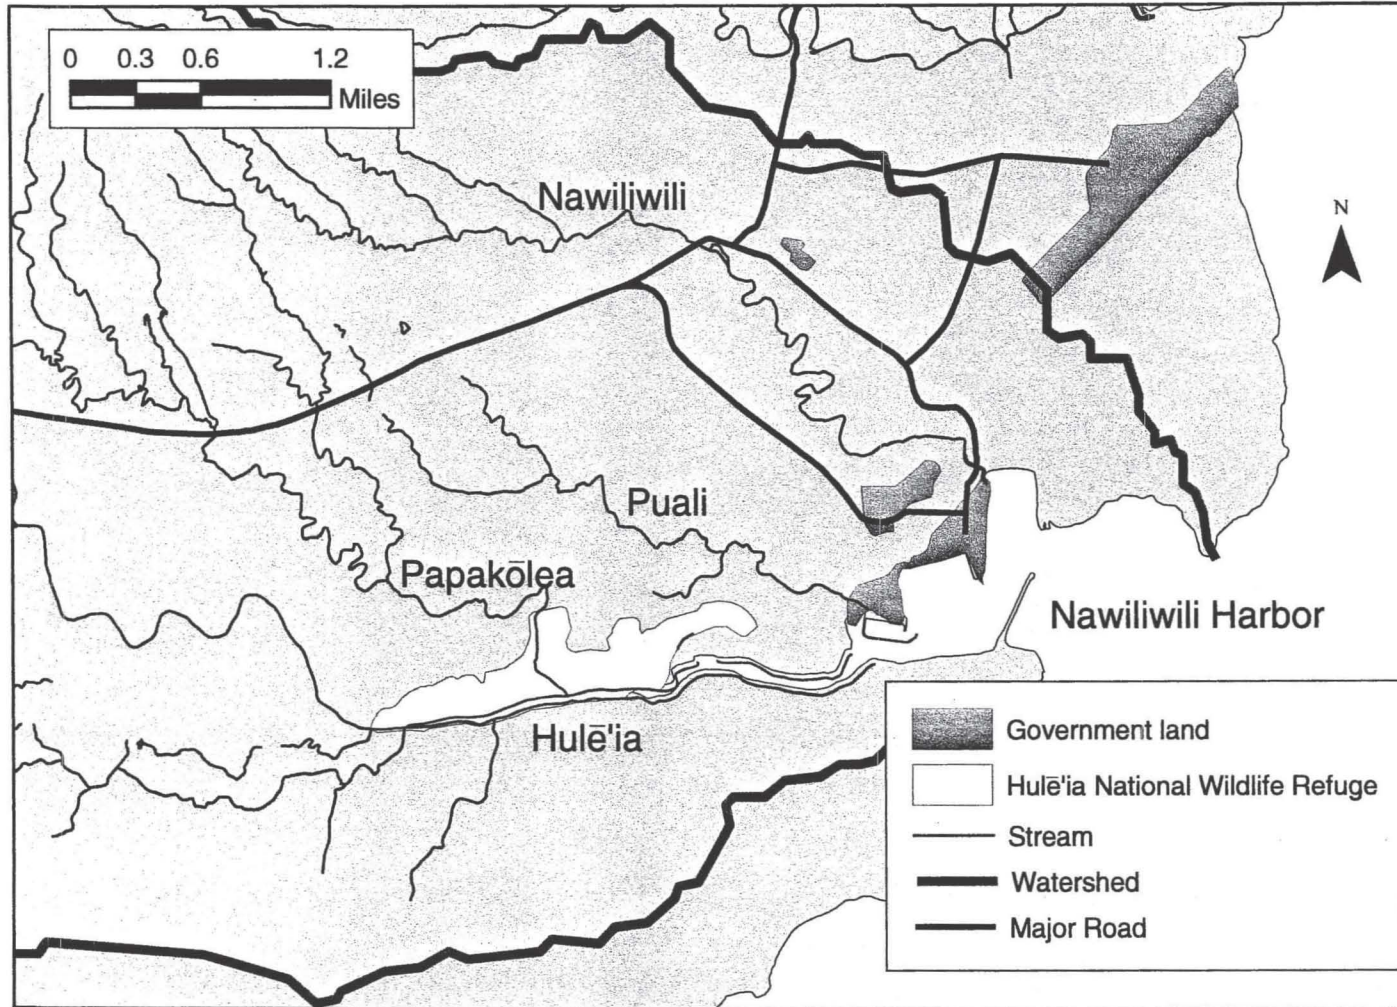 0 0.3 0.6 1.2
Miles
Nawiliwili
N
Puali
Papakōlea
Nawiliwili Harbor
Hulē'ia
Government land
Hulē'ia National Wildlife Refuge
Stream
Watershed
Major Road